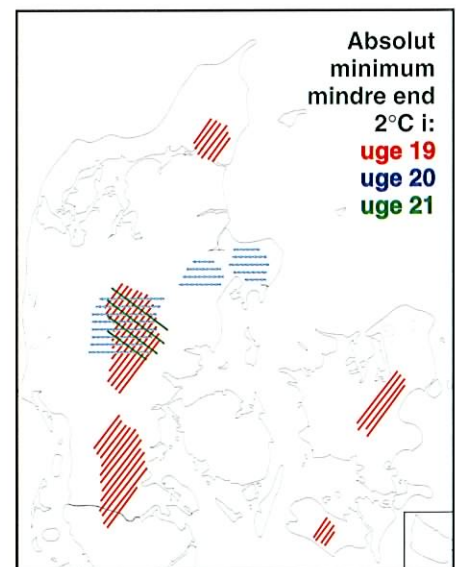 Absolut
minimum
mindre end
2°C i:
uge 19
uge 20
uge 21